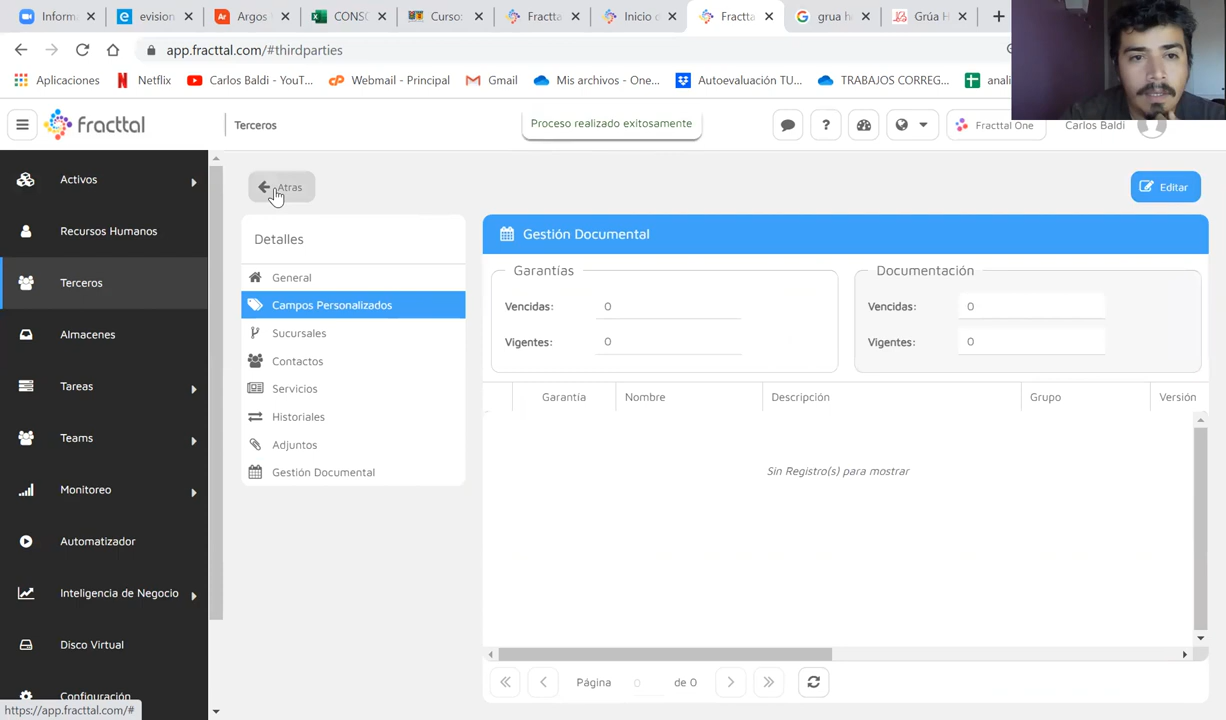 Inform
evision
Argos
CONSC
Curso:
Fractta
Inicio d
Fractta
grua h
Grúa H
app.fracttal.com/#thirdparties
Aplicaciones
Netflix
Carlos Baldi - YouT...
Webmail - Principal
Gmail
Mis archivos - One...
Autoevaluación TU...
TRABAJOS CORREG...
anali
fracttal
Terceros
Proceso realizado exitosamente
Fracttal One
Carlos Baldi
Activos
Recursos Humanos
Terceros
Almacenes
Tareas
Teams
Monitoreo
Automatizador
Inteligencia de Negocio
Disco Virtual
Configuración
Atras
Editar
Detalles
General
Campos Personalizados
Sucursales
Contactos
Servicios
Historiales
Adjuntos
Gestión Documental
Gestión Documental
Garantías
Vencidas: 0
Vigentes: 0
Documentación
Vencidas: 0
Vigentes: 0
Garantía Nombre Descripción Grupo Versión
Sin Registro(s) para mostrar
Página 0 de 0
https://app.fracttal.com/#